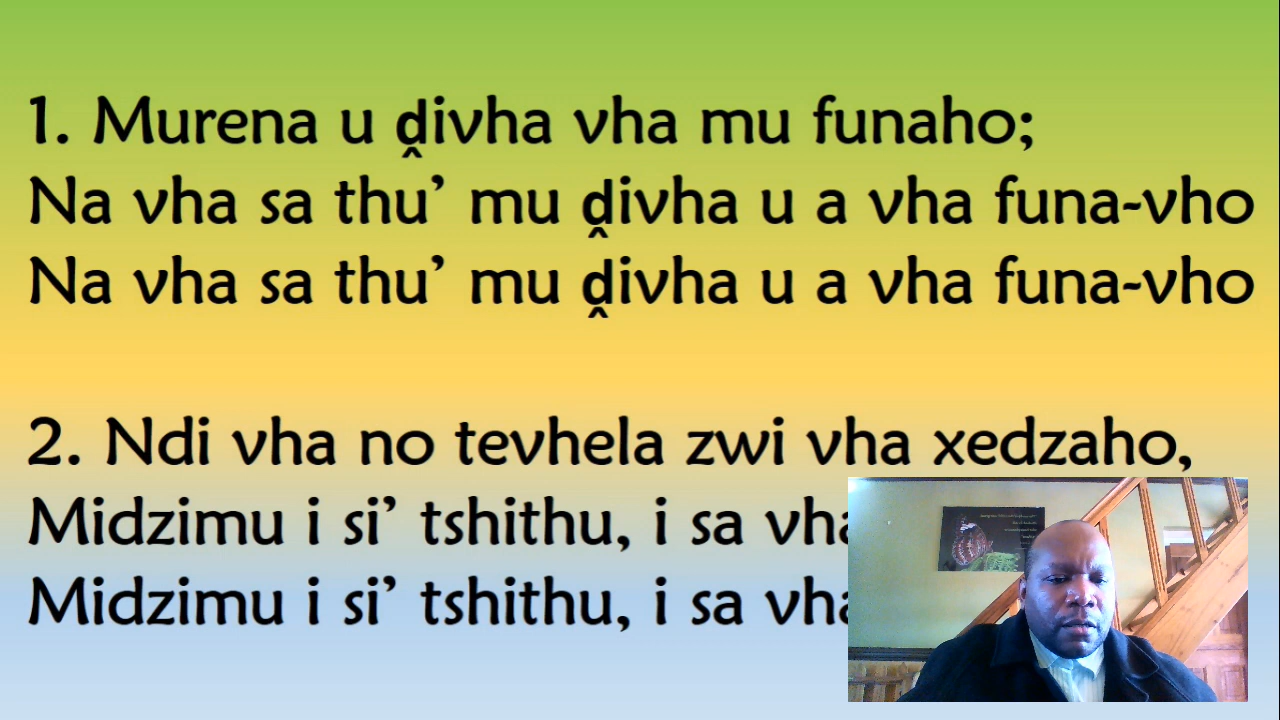 1. Murena u ḓivha vha mu funaho;
Na vha sa thu’ mu ḓivha u a vha funa-vho
Na vha sa thu’ mu ḓivha u a vha funa-vho
2. Ndi vha no tevhela zwi vha xedzaho,
Midzimu i si’ tshithu, i sa vha
Midzimu i si’ tshithu, i sa vha